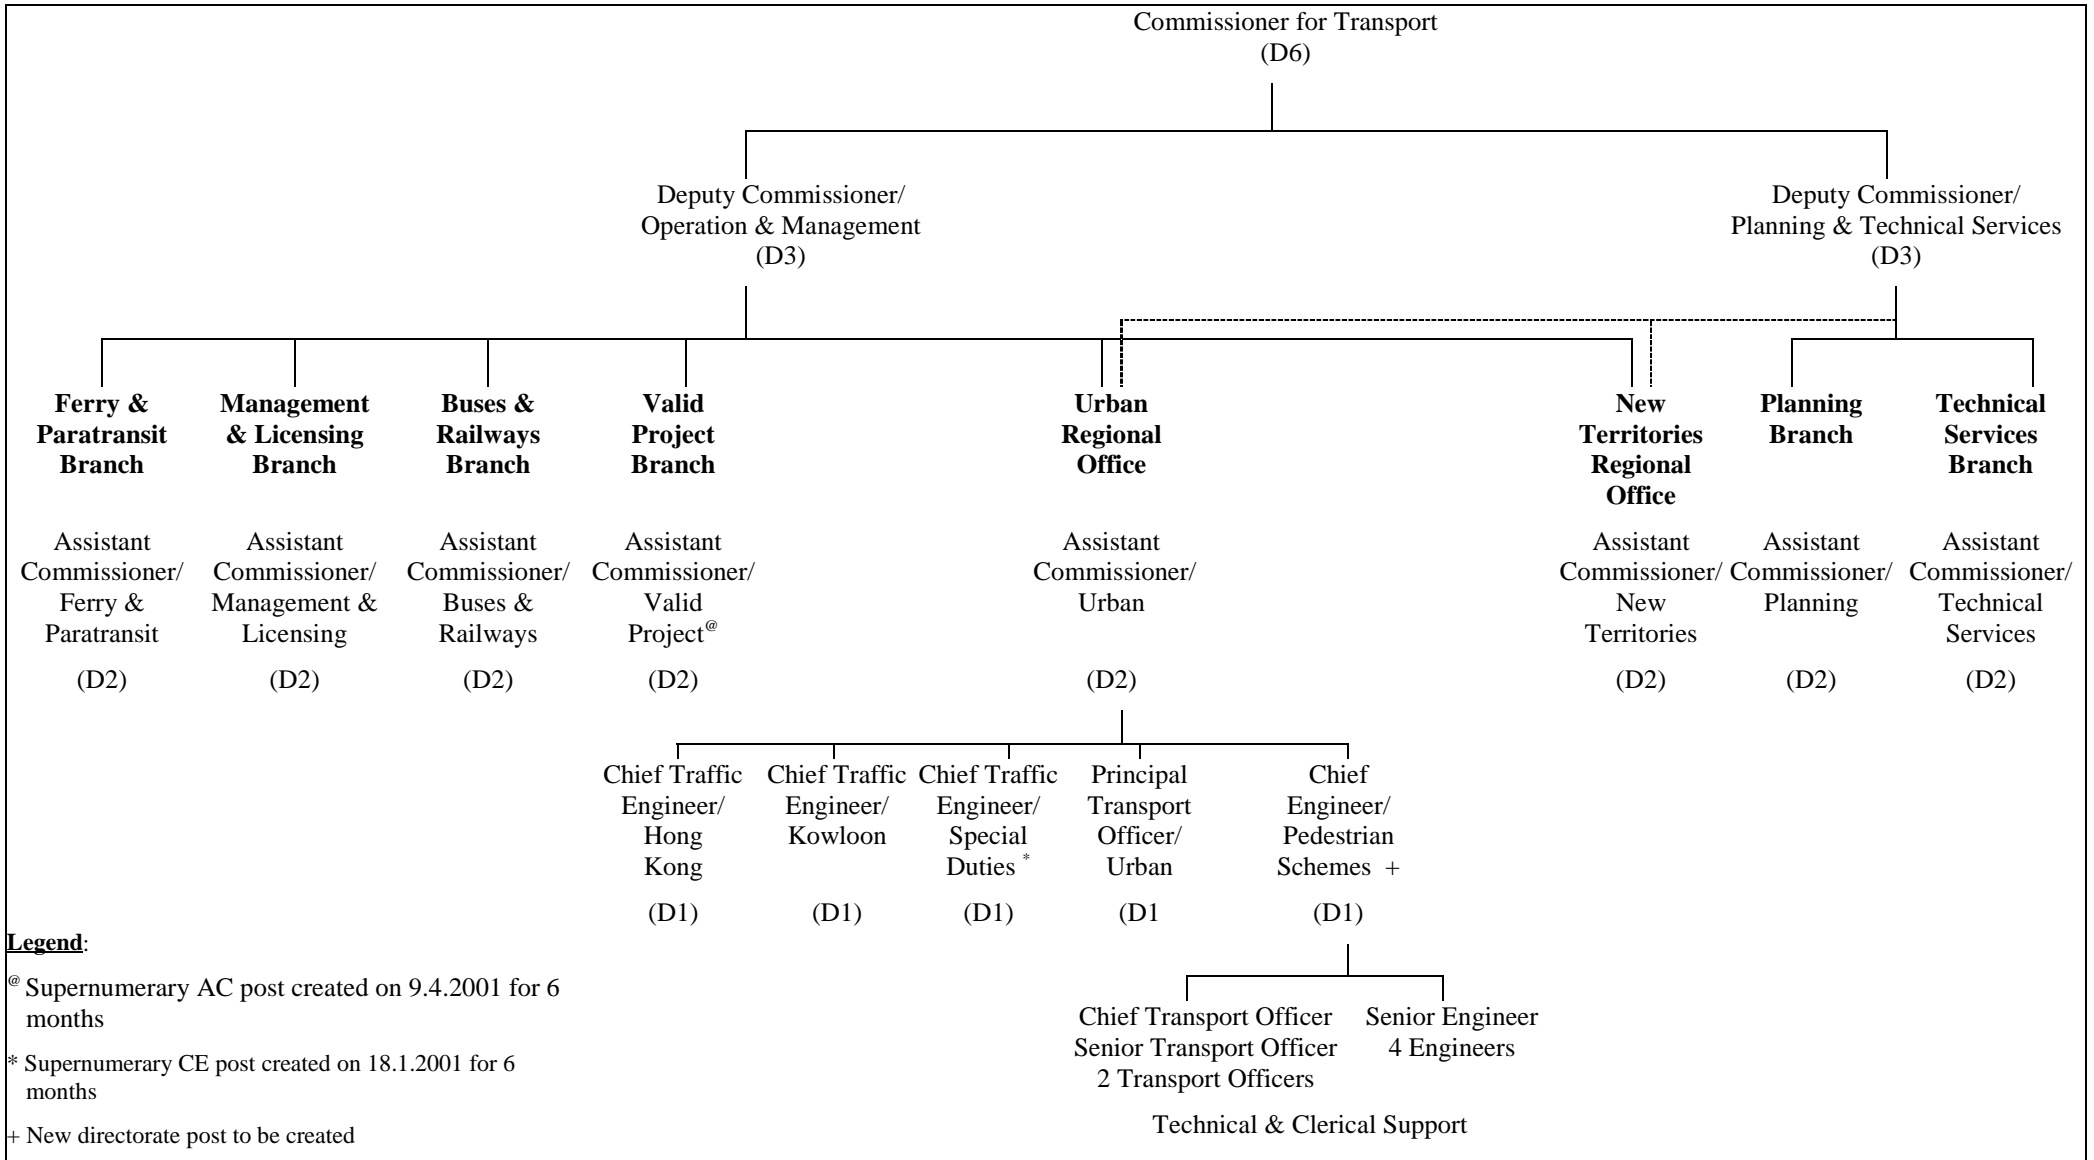 Commissioner for Transport
(D6)
Deputy Commissioner/
Operation & Management
(D3)
Deputy Commissioner/
Planning & Technical Services
(D3)
Ferry &
Paratransit
Branch
Management
& Licensing
Branch
Buses &
Railways
Branch
Valid
Project
Branch
Urban
Regional
Office
New
Territories
Regional
Office
Planning
Branch
Technical
Services
Branch
Assistant
Commissioner/
Ferry &
Paratransit
(D2)
Assistant
Commissioner/
Management &
Licensing
(D2)
Assistant
Commissioner/
Buses &
Railways
(D2)
Assistant
Commissioner/
Valid
Project@
(D2)
Assistant
Commissioner/
Urban
(D2)
Assistant
Commissioner/
New
Territories
(D2)
Assistant
Commissioner/
Planning
(D2)
Assistant
Commissioner/
Technical
Services
(D2)
Chief Traffic
Engineer/
Hong
Kong
(D1)
Chief Traffic
Engineer/
Kowloon
(D1)
Chief Traffic
Engineer/
Special
Duties *
(D1)
Principal
Transport
Officer/
Urban
(D1
Chief
Engineer/
Pedestrian
Schemes +
(D1)
Chief Transport Officer
Senior Transport Officer
2 Transport Officers
Senior Engineer
4 Engineers
Technical & Clerical Support
Legend:
@ Supernumerary AC post created on 9.4.2001 for 6
months
* Supernumerary CE post created on 18.1.2001 for 6
months
+ New directorate post to be created